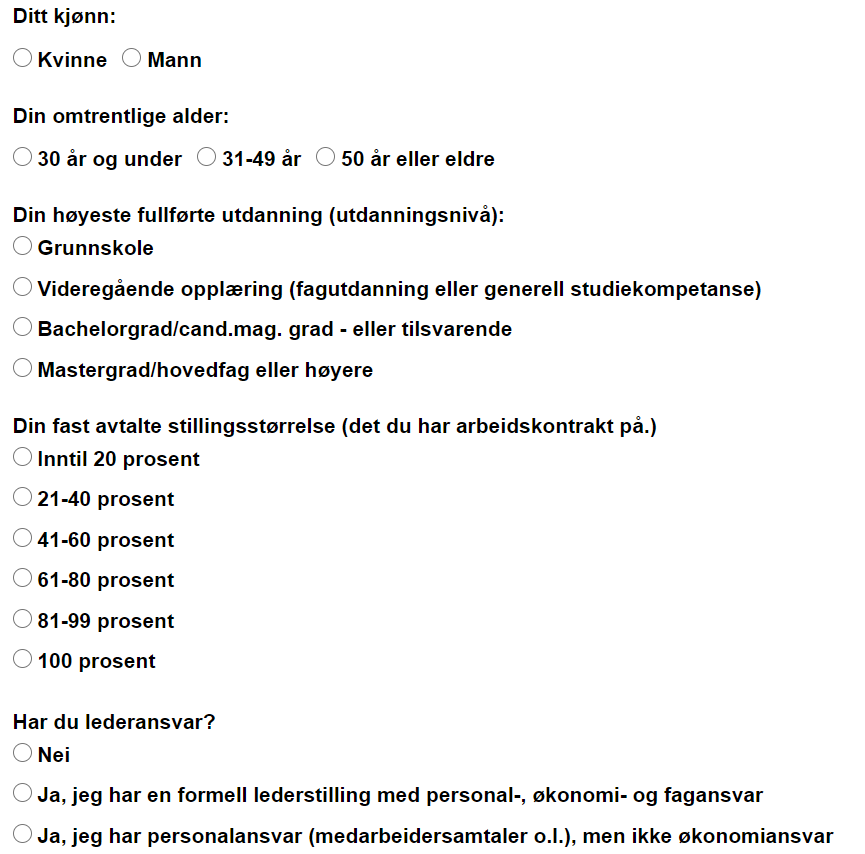 Ditt kjønn:
Kvinne Mann
Din omtrentlige alder:
30 år og under 31-49 år 50 år eller eldre
Din høyeste fullførte utdanning (utdanningsnivå):
Grunnskole
Videregående opplæring (fagutdanning eller generell studiekompetanse)
Bachelorgrad/cand.mag. grad - eller tilsvarende
Mastergrad/hovedfag eller høyere
Din fast avtalte stillingsstørrelse (det du har arbeidskontrakt på.)
Inntil 20 prosent
21-40 prosent
41-60 prosent
61-80 prosent
81-99 prosent
100 prosent
Har du lederansvar?
Nei
Ja, jeg har en formell lederstilling med personal-, økonomi- og fagansvar
Ja, jeg har personalansvar (medarbeidersamtaler o.l.), men ikke økonomiansvar